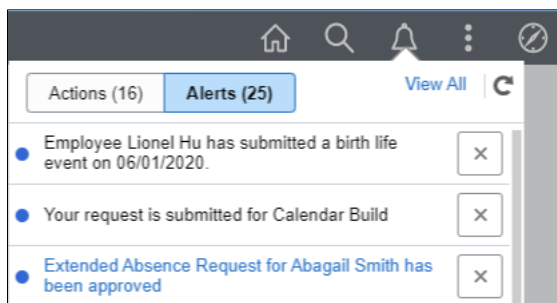 Actions (16)
Alerts (25)
View All
Employee Lionel Hu has submitted a birth life
event on 06/01/2020.
Your request is submitted for Calendar Build
Extended Absence Request for Abagail Smith has
been approved